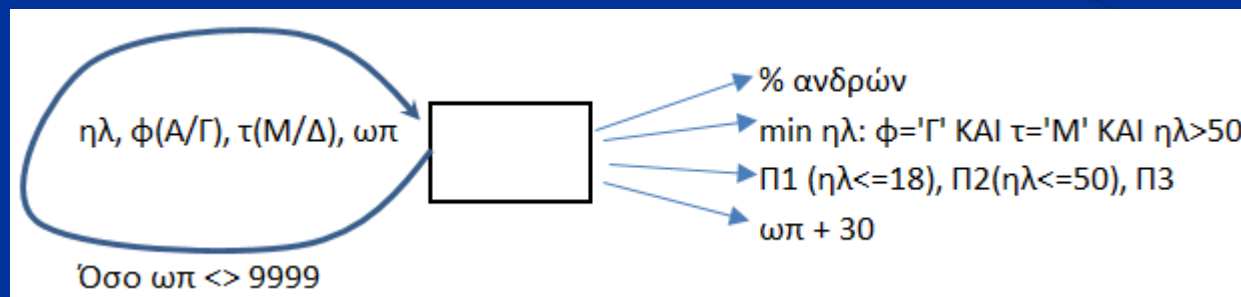 ηλ, φ(Α/Γ), τ(Μ/Δ), ωπ
Όσο ωπ <> 9999
% ανδρών
min ηλ: φ='Γ' ΚΑΙ τ='Μ' ΚΑΙ ηλ>50
Π1 (ηλ<=18), Π2(ηλ<=50), Π3
ωπ + 30